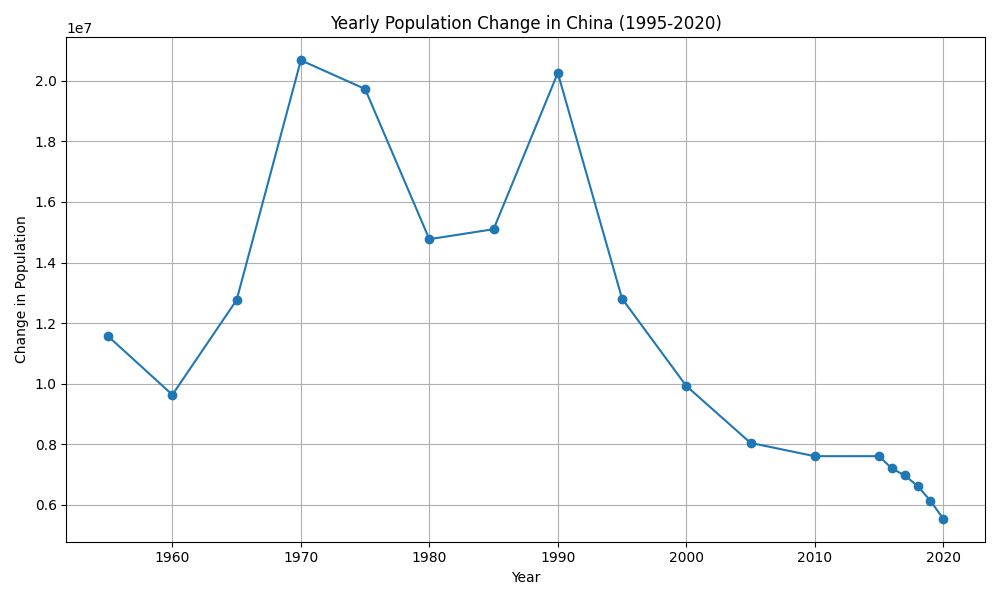 Yearly Population Change in China (1995-2020)
1e7
2.0
1.8
1.6
1.4
1.2
1.0
0.8
0.6
Change in Population
1960 1970 1980 1990 2000 2010 2020
Year